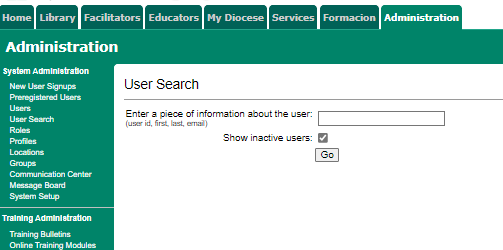 Home Library Facilitators Educators My Diocese Services Formacion Administration
Administration
System Administration
New User Signups
Preregistered Users
Users
User Search
Roles
Profiles
Locations
Groups
Communication Center
Message Board
System Setup
Training Administration
Training Bulletins
Online Training Modules
User Search
Enter a piece of information about the user:
(user id, first, last, email)
Show inactive users:
Go